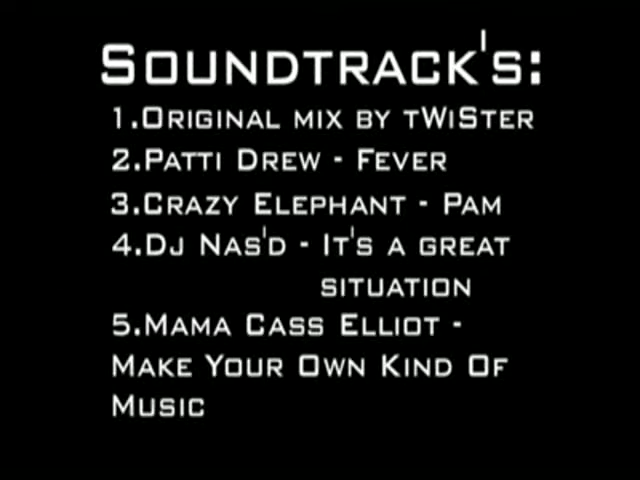 SOUNDTRACK'S:
1.ORIGINAL MIX BY TWiSTER
2.PATTI DREW - FEVER
3.CRAZY ELEPHANT - PAM
4.DJ NAS'D - IT'S A GREAT
SITUATION
5.MAMA CASS ELLIOT -
MAKE YOUR OWN KIND OF
MUSIC